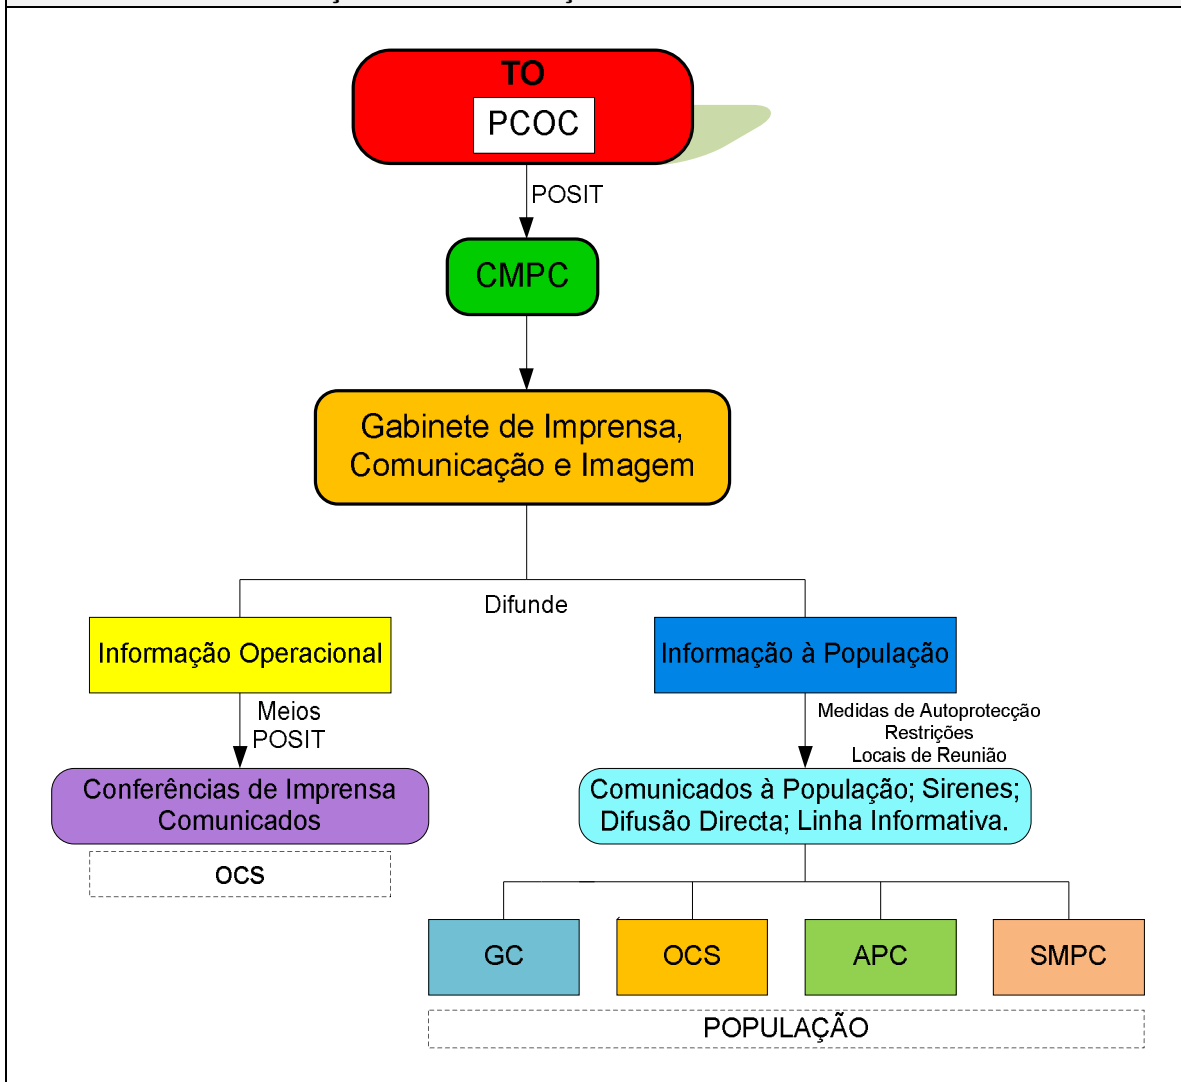 TO
PCOC
POSIT
CMPC
Gabinete de Imprensa,
Comunicação e Imagem
Difunde
Informação Operacional
Informação à População
Meios
POSIT
Medidas de Autoprotecção
Restrições
Locais de Reunião
Conferências de Imprensa
Comunicados
Comunicados à População; Sirenes;
Difusão Directa; Linha Informativa.
OCS
GC
OCS
APC
SMPC
POPULAÇÃO